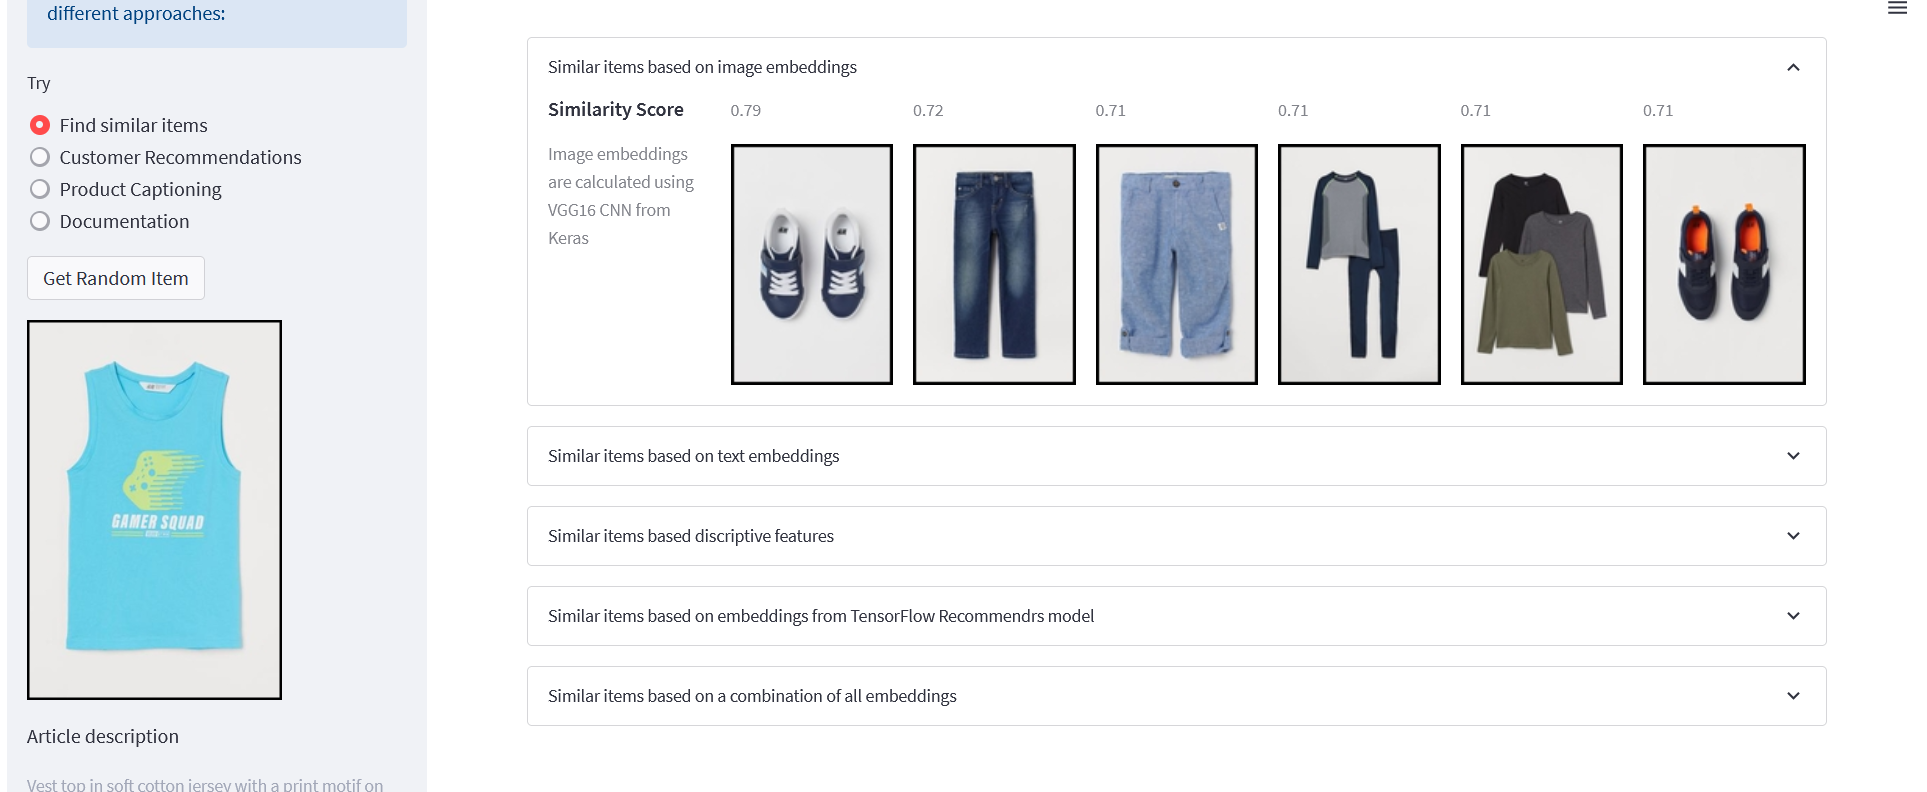 different approaches:
Try
Find similar items
Customer Recommendations
Product Captioning
Documentation
Get Random Item
GAMER SQUAD
Article description
Vest top in soft cotton jersey with a print motif on
Similar items based on image embeddings
Similarity Score
0.79
0.72
0.71
0.71
0.71
0.71
Image embeddings
are calculated using
VGG16 CNN from
Keras
Similar items based on text embeddings
Similar items based discriptive features
Similar items based on embeddings from TensorFlow Recommendrs model
Similar items based on a combination of all embeddings